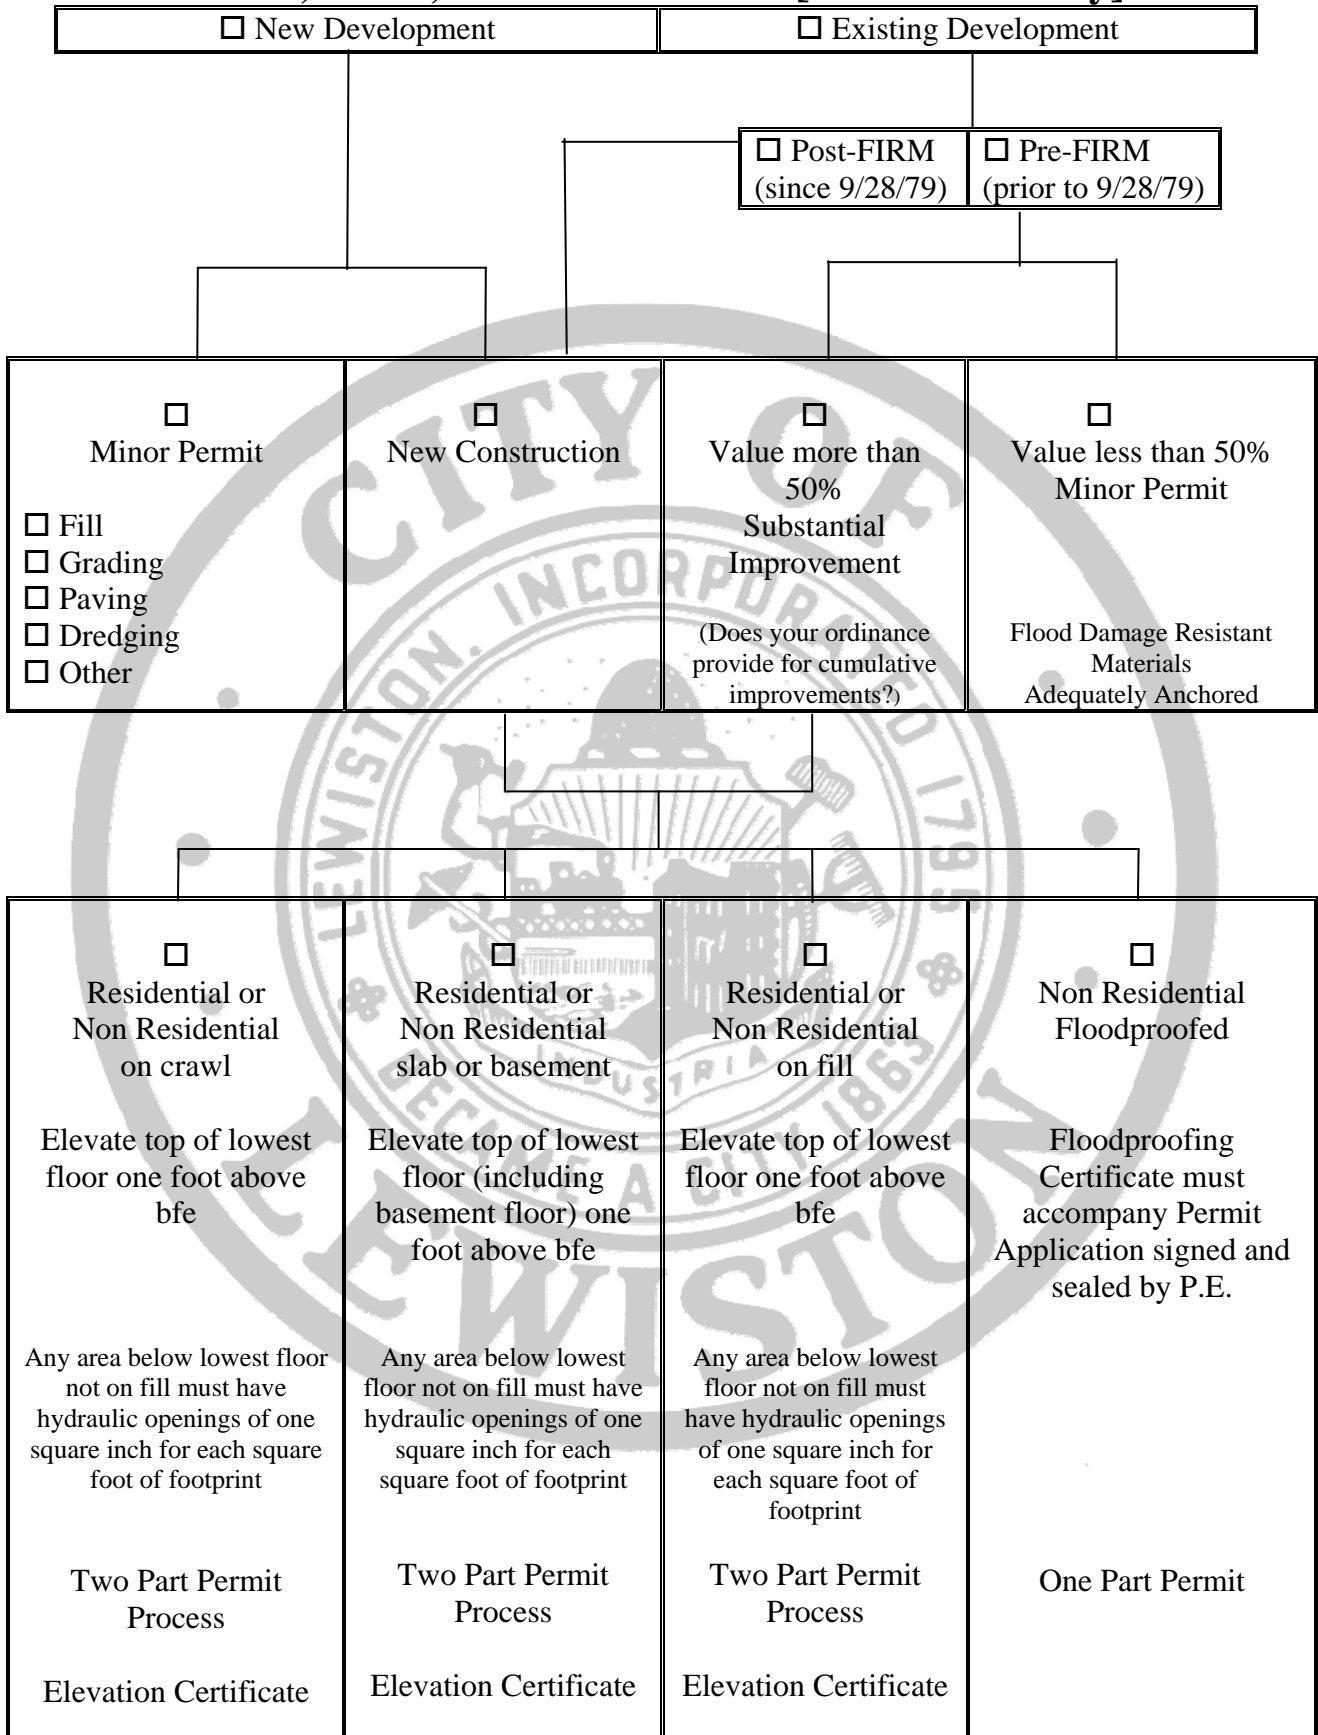 ☐ New Development
☐ Existing Development
☐ Post-FIRM
(since 9/28/79)
☐ Pre-FIRM
(prior to 9/28/79)
☐
Minor Permit
☐ Fill
☐ Grading
☐ Paving
☐ Dredging
☐ Other
☐
New Construction
☐
Value more than
50%
Substantial
Improvement
(Does your ordinance
provide for cumulative
improvements?)
☐
Value less than 50%
Minor Permit
Flood Damage Resistant
Materials
Adequately Anchored
☐
Residential or
Non Residential
on crawl
Elevate top of lowest
floor one foot above
bfe
Any area below lowest floor
not on fill must have
hydraulic openings of one
square inch for each square
foot of footprint
Two Part Permit
Process
Elevation Certificate
☐
Residential or
Non Residential
slab or basement
Elevate top of lowest
floor (including
basement floor) one
foot above bfe
Any area below lowest
floor not on fill must have
hydraulic openings of one
square inch for each
square foot of footprint
Two Part Permit
Process
Elevation Certificate
☐
Residential or
Non Residential
on fill
Elevate top of lowest
floor one foot above
bfe
Any area below lowest
floor not on fill must
have hydraulic openings
of one square inch for
each square foot of
footprint
Two Part Permit
Process
Elevation Certificate
☐
Non Residential
Floodproofed
Floodproofing
Certificate must
accompany Permit
Application signed and
sealed by P.E.
One Part Permit
CITY OF
LEWISTON
LEWISTON. INCORPORATED 1795
BECAME A CITY 1863
INDUSTRIA